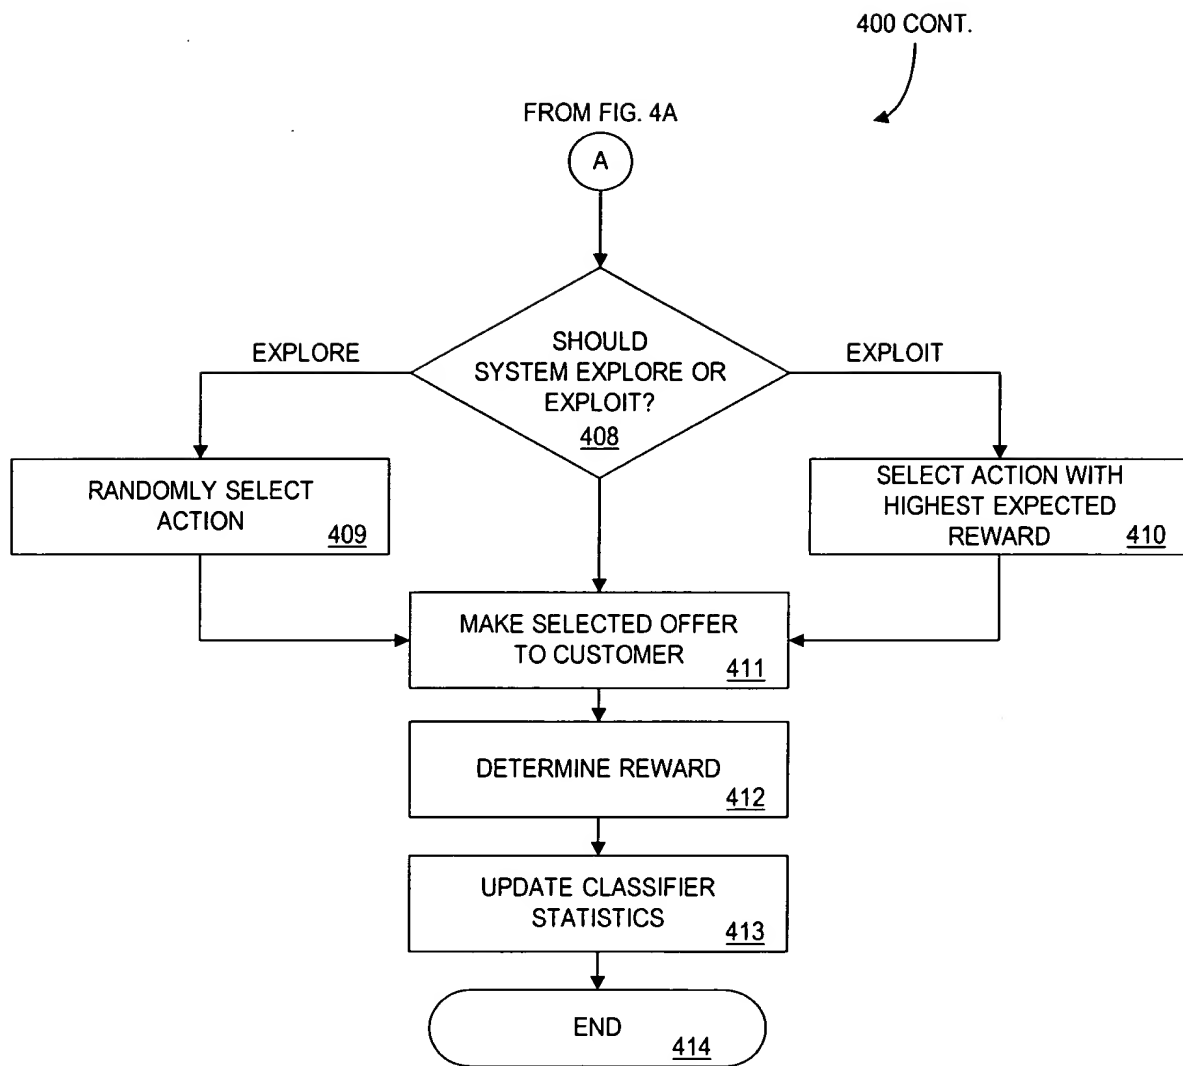 400 CONT.
FROM FIG. 4A
A
SHOULD
SYSTEM EXPLORE OR
EXPLOIT?
408
EXPLORE
EXPLOIT
RANDOMLY SELECT
ACTION
409
SELECT ACTION WITH
HIGHEST EXPECTED
REWARD
410
MAKE SELECTED OFFER
TO CUSTOMER
411
DETERMINE REWARD
412
UPDATE CLASSIFIER
STATISTICS
413
END
414